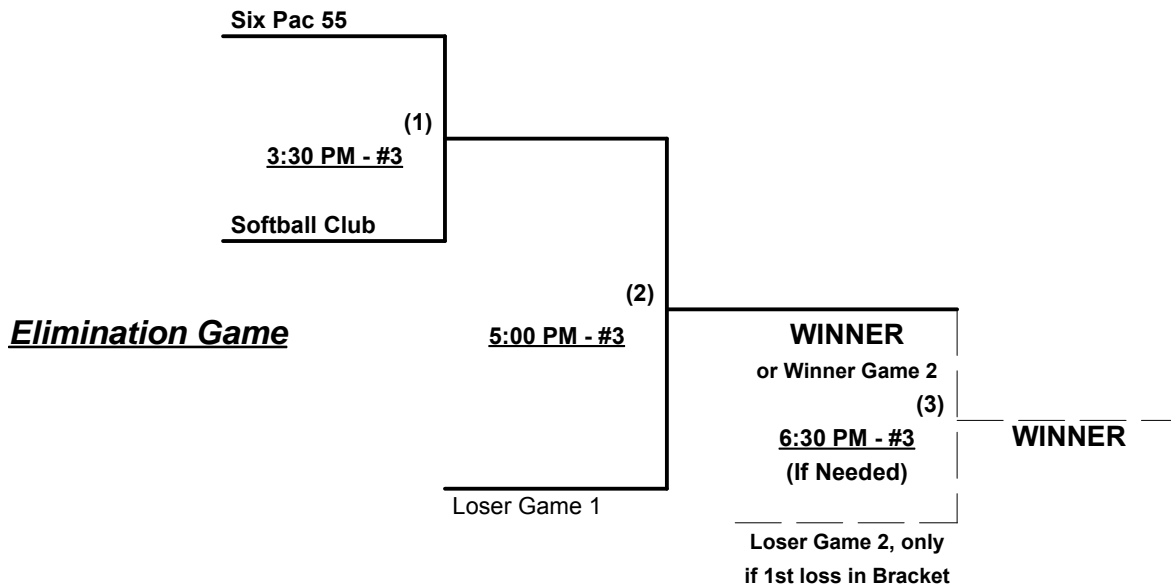 Six Pac 55
(1)
3:30 PM - #3
Softball Club
(2)
Elimination Game
5:00 PM - #3
WINNER
or Winner Game 2
(3)
6:30 PM - #3
WINNER
(If Needed)
Loser Game 1
Loser Game 2, only
if 1st loss in Bracket